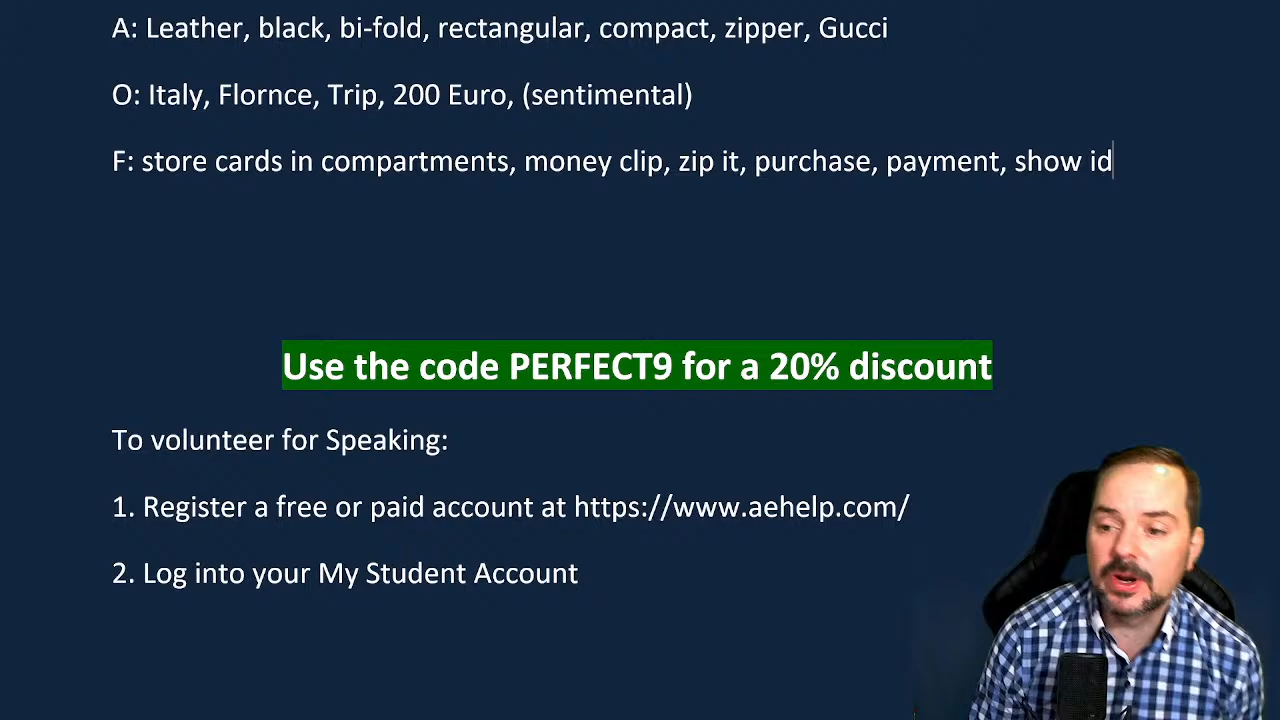 A: Leather, black, bi-fold, rectangular, compact, zipper, Gucci
O: Italy, Flornce, Trip, 200 Euro, (sentimental)
F: store cards in compartments, money clip, zip it, purchase, payment, show id
Use the code PERFECT9 for a 20% discount
To volunteer for Speaking:
1. Register a free or paid account at https://www.aehelp.com/
2. Log into your My Student Account